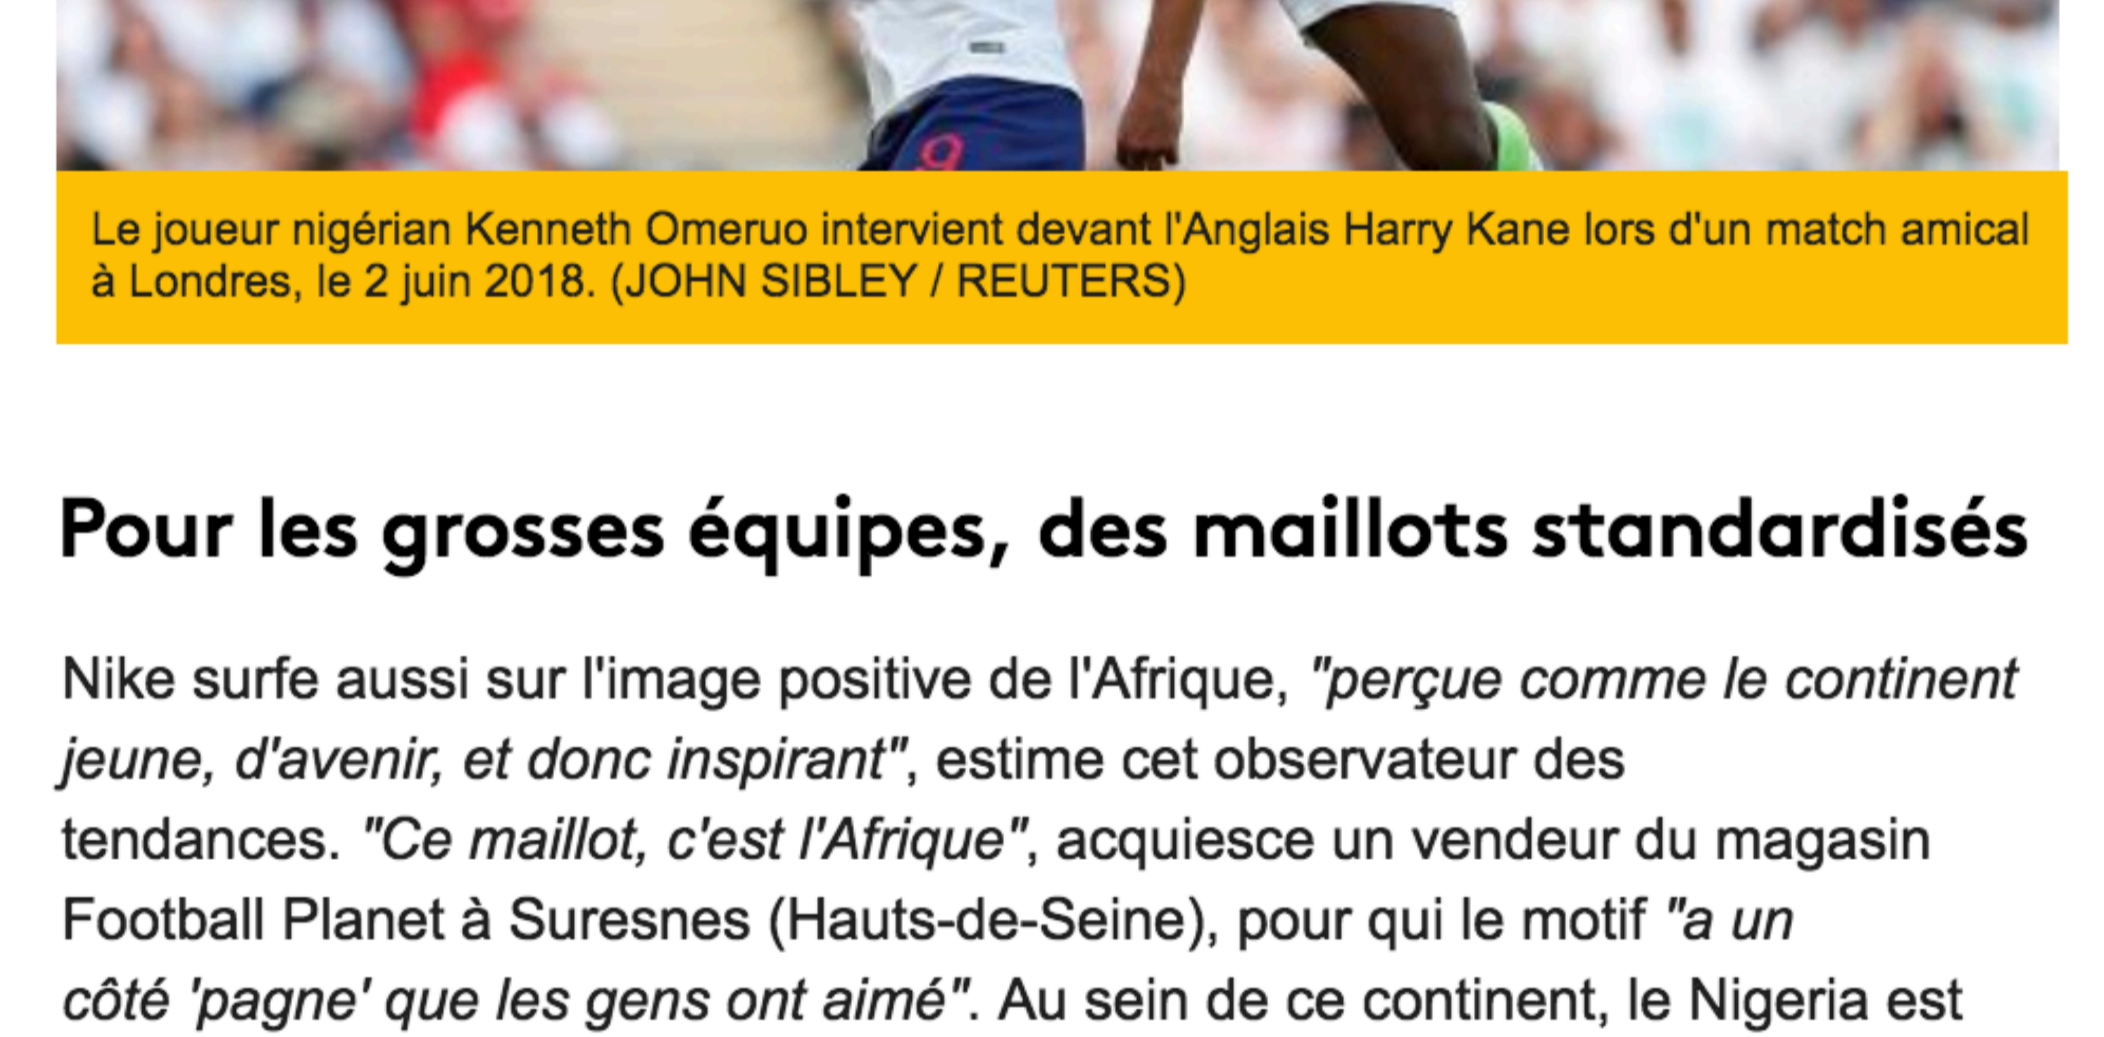 9
Le joueur nigérian Kenneth Omeruo intervient devant l'Anglais Harry Kane lors d'un match amical
à Londres, le 2 juin 2018. (JOHN SIBLEY / REUTERS)
Pour les grosses équipes, des maillots standardisés
Nike surfe aussi sur l'image positive de l'Afrique, "perçue comme le continent
jeune, d'avenir, et donc inspirant", estime cet observateur des
tendances. "Ce maillot, c'est l'Afrique", acquiesce un vendeur du magasin
Football Planet à Suresnes (Hauts-de-Seine), pour qui le motif "a un
côté 'pagne' que les gens ont aimé". Au sein de ce continent, le Nigeria est